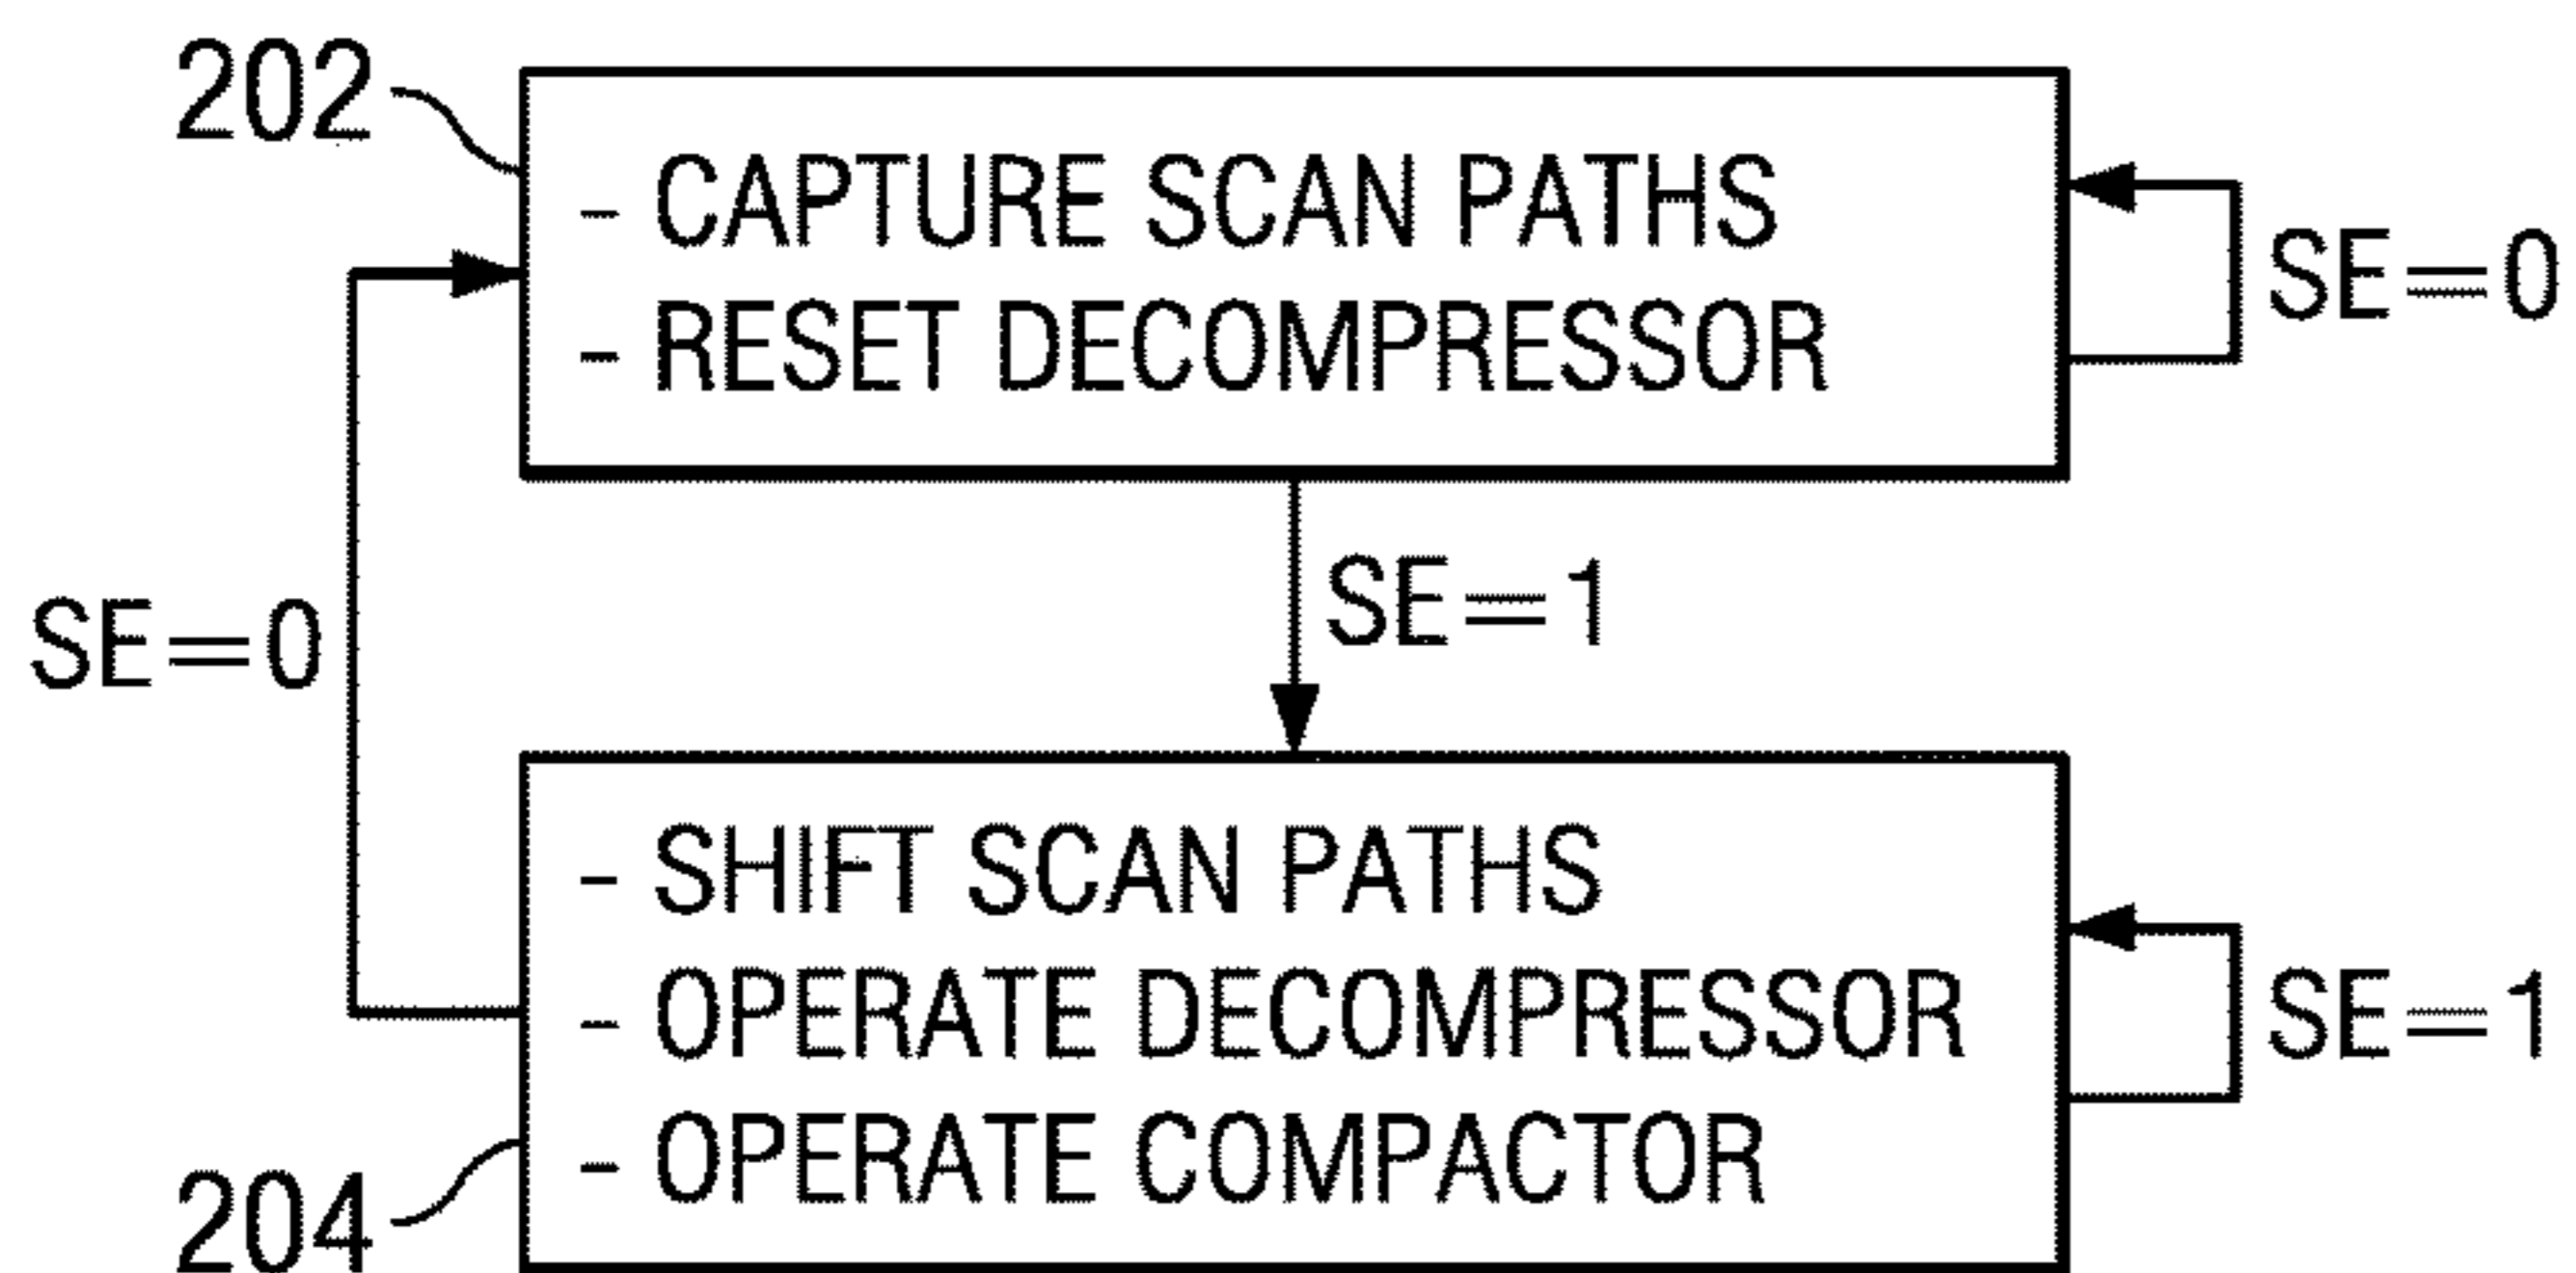 202
- CAPTURE SCAN PATHS
- RESET DECOMPRESSOR
SE=0
SE=0
SE=1
- SHIFT SCAN PATHS
- OPERATE DECOMPRESSOR
- OPERATE COMPACTOR
SE=1
204